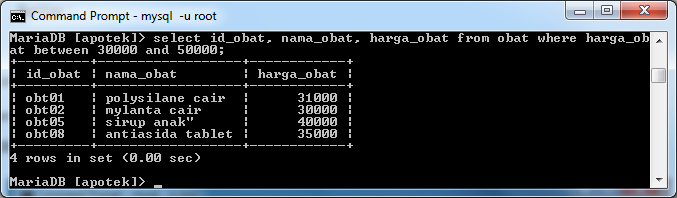 Command Prompt - mysql -u root
MariaDB [apotek]> select id_obat, nama_obat, harga_obat from obat where harga_ob
at between 30000 and 50000;
+---------+------------------+------------+
| id_obat | nama_obat        | harga_obat |
+---------+------------------+------------+
| obt01   | polysilane cair  |      31000 |
| obt02   | mylanta cair     |      30000 |
| obt05   | sirup anak"      |      40000 |
| obt08   | antiasida tablet |      35000 |
+---------+------------------+------------+
4 rows in set (0.00 sec)
MariaDB [apotek]> _